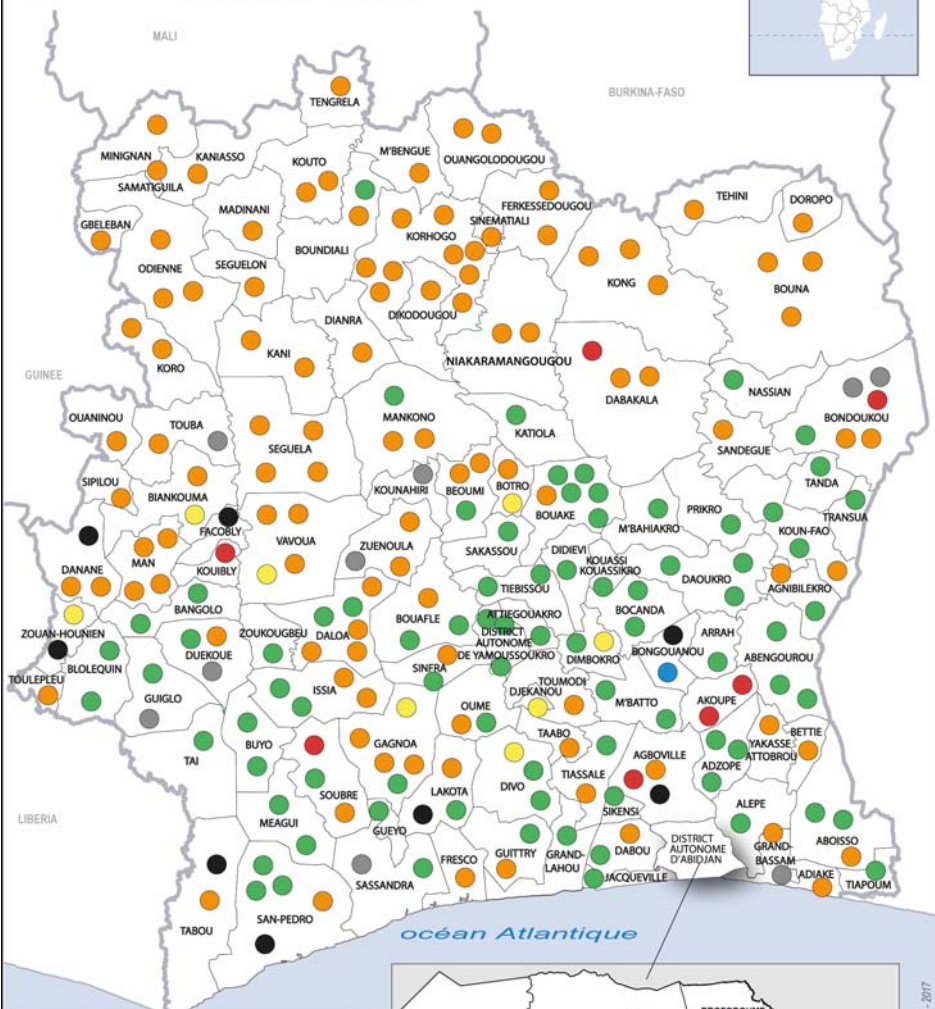 MALI
BURKINA-FASO
TENGRELA
MINIGNAN
KANIASSO
KOUTO
M'BENGUE
OUANGOLODOUGOU
SAMATIGUILA
TEHINI
DOROPO
MADINANI
FERKESSEDOUGOU
GBELEBAN
SINEMATIALI
KORHOGO
BOUNDIALI
ODIENNE
SEGUELON
KONG
BOUNA
DIKODOUGOU
DIANRA
KANI
NIAKARAMANGOUGOU
KORO
GUINEE
DABAKALA
NASSIAN
OUANINOU
TOUBA
MANKONO
KATIOLA
BONDOUKOU
SEGUELA
SANDEGUE
SIPILOU
BIANKOUMA
KOUNAHIRI
BEOUMI
BOTRO
TANDA
BOUAKE
PRIKRO
TRANSUA
FACOBLY
M'BAHIAKRO
KOUN-FAO
VAVOUA
ZUENOULA
SAKASSOU
DIDIEVI
MAN
KOUASSI
KOUASSIKRO
DANANE
KOUIBLY
DAOUKRO
TIEBISSOU
AGNIBILEKRO
BANGOLO
BOCANDA
BOUAFLE
ATTIEGOUAKRO
ZOUAN-HOUNIEN
ZOUKOUGBEU
DALOA
DISTRICT
AUTONOME
DE YAMOUSSOUKRO
ARRAH
BONGOUANOU
DUEKOUE
DIMBOKRO
ABENGOUROU
BLOLEQUIN
SINFRA
TOULEPLEU
TOUMODI
DJEKANOU
ISSIA
GUIGLO
M'BATTO
AKOUPE
OUME
BETTIE
TAABO
BUYO
GAGNOA
AGBOVILLE
YAKASSE
ATTOBROU
TAI
ADZOPE
TIASSALE
DIVO
LAKOTA
SOUBRE
SIKENSI
ALEPE
LIBERIA
MEAGUI
GUEYO
ABOISSO
DISTRICT
AUTONOME
D'ABIDJAN
DABOU
GRAND-
BASSAM
GUITTRY
GRAND-
LAHOU
FRESCO
SASSANDRA
JACQUEVILLE
ADIAKE
TIAPOUM
SAN-PEDRO
TABOU
océan Atlantique
- 2017